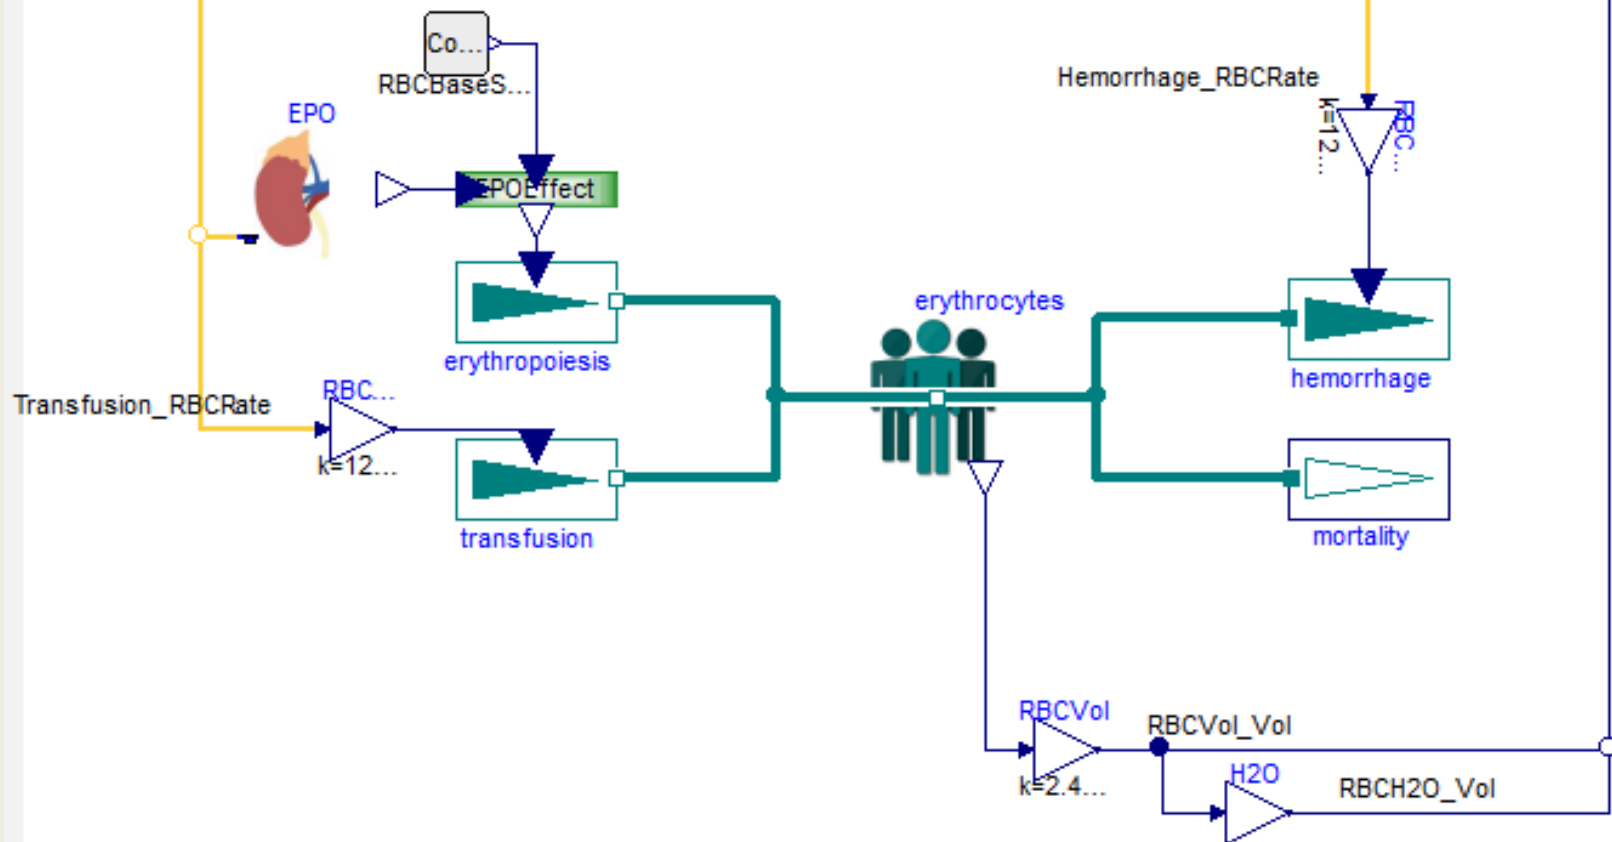 Co...
RBCBaseS...
Hemorrhage_RBCRate
k=12...
RBC...
EPO
EPOEffect
erythropoiesis
erythrocytes
hemorrhage
Transfusion_RBCRate
RBC...
k=12...
transfusion
mortality
RBCVol
RBCVol_Vol
k=2.4...
H2O
RBCH2O_Vol